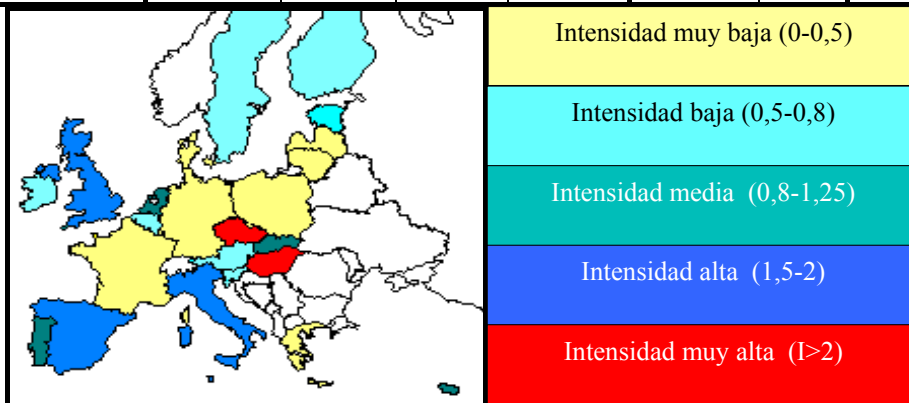 Intensidad muy baja (0-0,5)
Intensidad baja (0,5-0,8)
Intensidad media  (0,8-1,25)
Intensidad alta  (1,5-2)
Intensidad muy alta  (I>2)